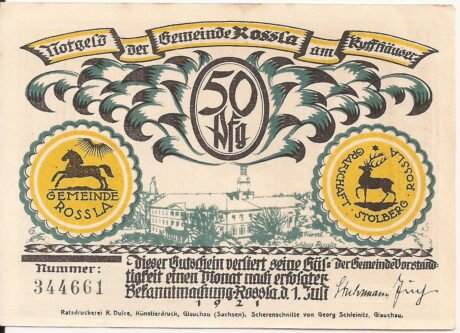 Notgeld der Gemeinde Rossla am Kyffhäuser
50
Pfg
GEMEINDE
ROSSLA
GRAFSCHAFT · STOLBERG · ROSSLA
Schloss Rossla
Nummer:
344661
dieser Gutschein verliert seine Gül-
tigkeit einen Monat nach erfolgter
Bekanntmachung·Rossla, d. 1. Juli
1921
der Gemeindevorstand:
Ratsdruckerei R. Dulce, Künstlerdruck, Glauchau (Sachsen). Scherenschnitte von Georg Schleinitz, Glauchau.